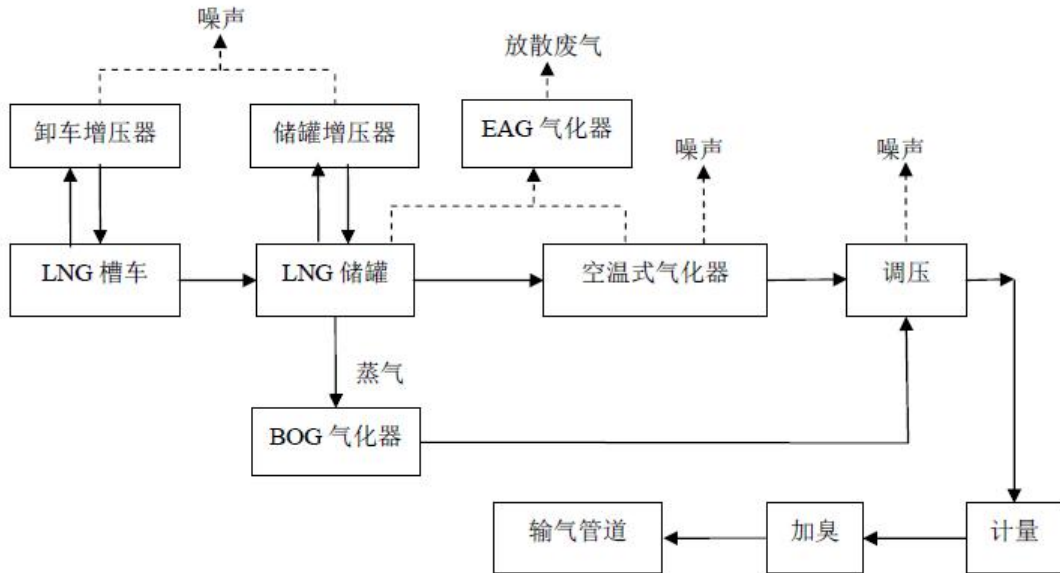 噪声
放散废气
卸车增压器
储罐增压器
EAG 气化器
噪声
噪声
LNG 槽车
LNG 储罐
空温式气化器
调压
蒸气
BOG 气化器
输气管道
加臭
计量